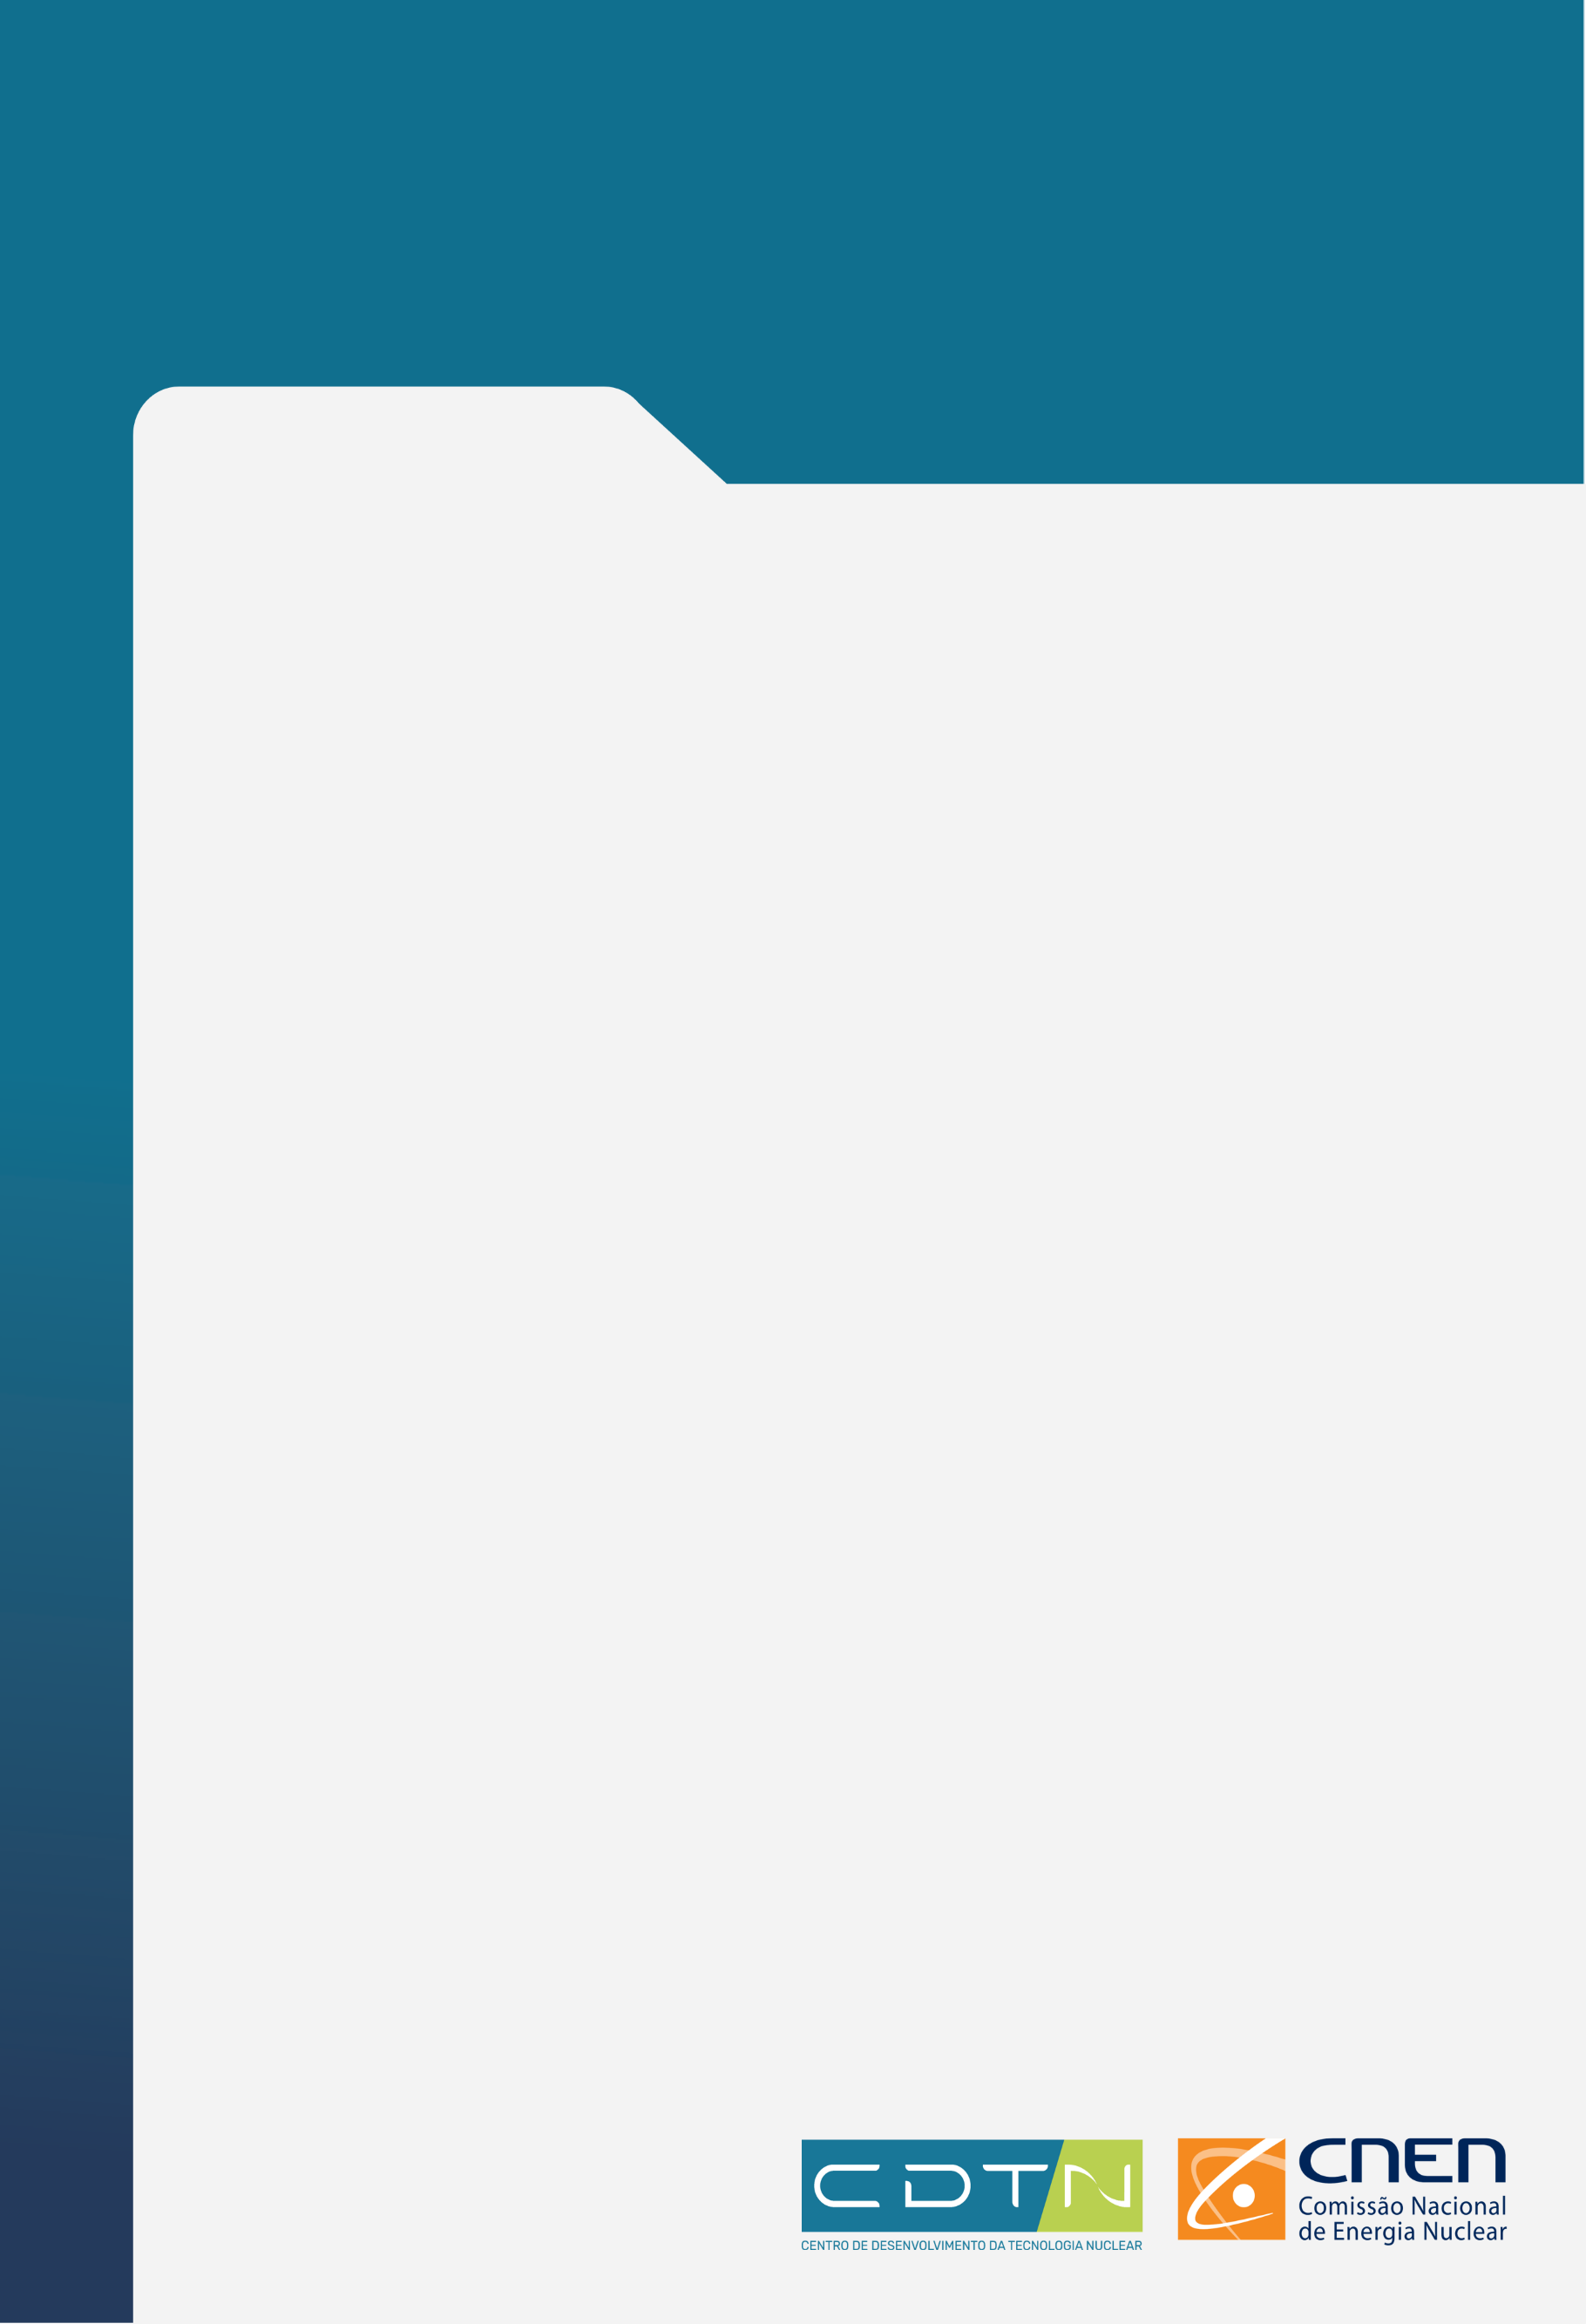 CDTN
CENTRO DE DESENVOLVIMENTO DA TECNOLOGIA NUCLEAR
CNEN
Comissão Nacional
de Energia Nuclear